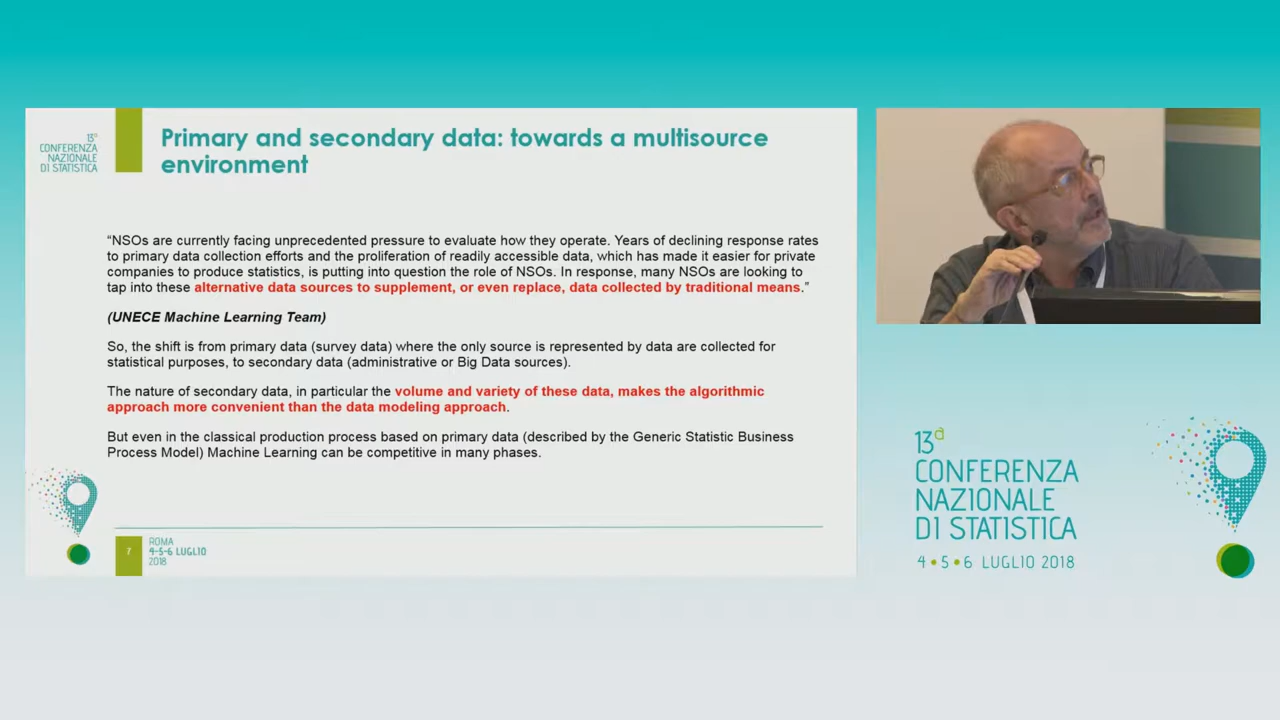 13ª
CONFERENZA
NAZIONALE
DI STATISTICA
Primary and secondary data: towards a multisource
environment
“NSOs are currently facing unprecedented pressure to evaluate how they operate. Years of declining response rates
to primary data collection efforts and the proliferation of readily accessible data, which has made it easier for private
companies to produce statistics, is putting into question the role of NSOs. In response, many NSOs are looking to
tap into these alternative data sources to supplement, or even replace, data collected by traditional means.”
(UNECE Machine Learning Team)
So, the shift is from primary data (survey data) where the only source is represented by data are collected for
statistical purposes, to secondary data (administrative or Big Data sources).
The nature of secondary data, in particular the volume and variety of these data, makes the algorithmic
approach more convenient than the data modeling approach.
But even in the classical production process based on primary data (described by the Generic Statistic Business
Process Model) Machine Learning can be competitive in many phases.
7
ROMA
4-5-6 LUGLIO
2018
13ª
CONFERENZA
NAZIONALE
DI STATISTICA
4 • 5 • 6 LUGLIO 2018